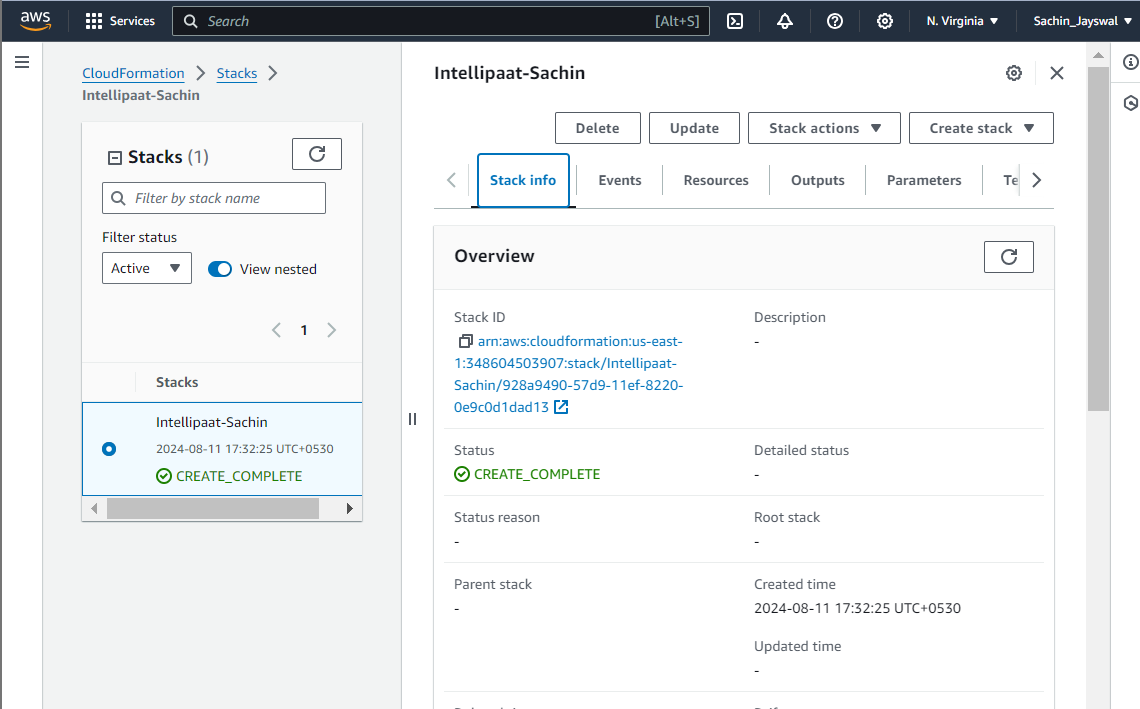 aws
Services
Search
[Alt+S]
N. Virginia
Sachin_Jayswal
CloudFormation
Stacks
Intellipaat-Sachin
Stacks (1)
Filter by stack name
Filter status
Active
View nested
1
Stacks
Intellipaat-Sachin
2024-08-11 17:32:25 UTC+0530
CREATE_COMPLETE
Intellipaat-Sachin
Delete
Update
Stack actions
Create stack
Stack info
Events
Resources
Outputs
Parameters
Te
Overview
Stack ID
arn:aws:cloudformation:us-east-
1:348604503907:stack/Intellipaat-
Sachin/928a9490-57d9-11ef-8220-
0e9c0d1dad13
Description
-
Status
CREATE_COMPLETE
Detailed status
-
Status reason
-
Root stack
-
Parent stack
-
Created time
2024-08-11 17:32:25 UTC+0530
Updated time
-